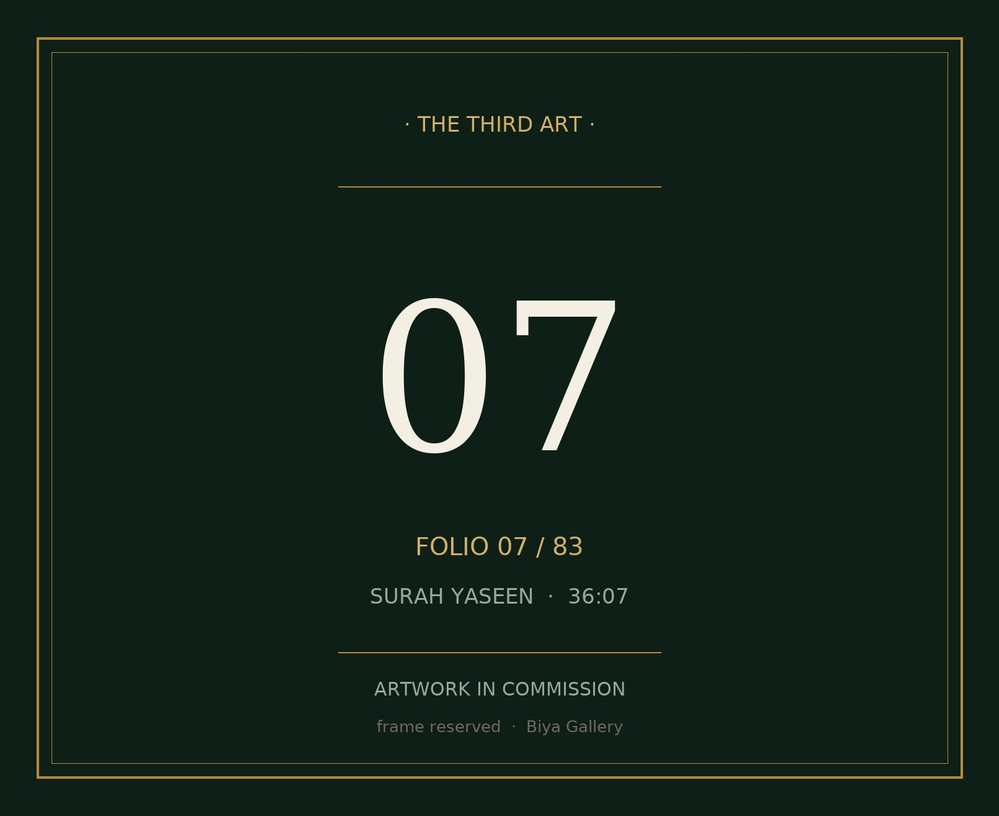 · THE THIRD ART ·
07
FOLIO 07 / 83
SURAH YASEEN · 36:07
ARTWORK IN COMMISSION
frame reserved · Biya Gallery